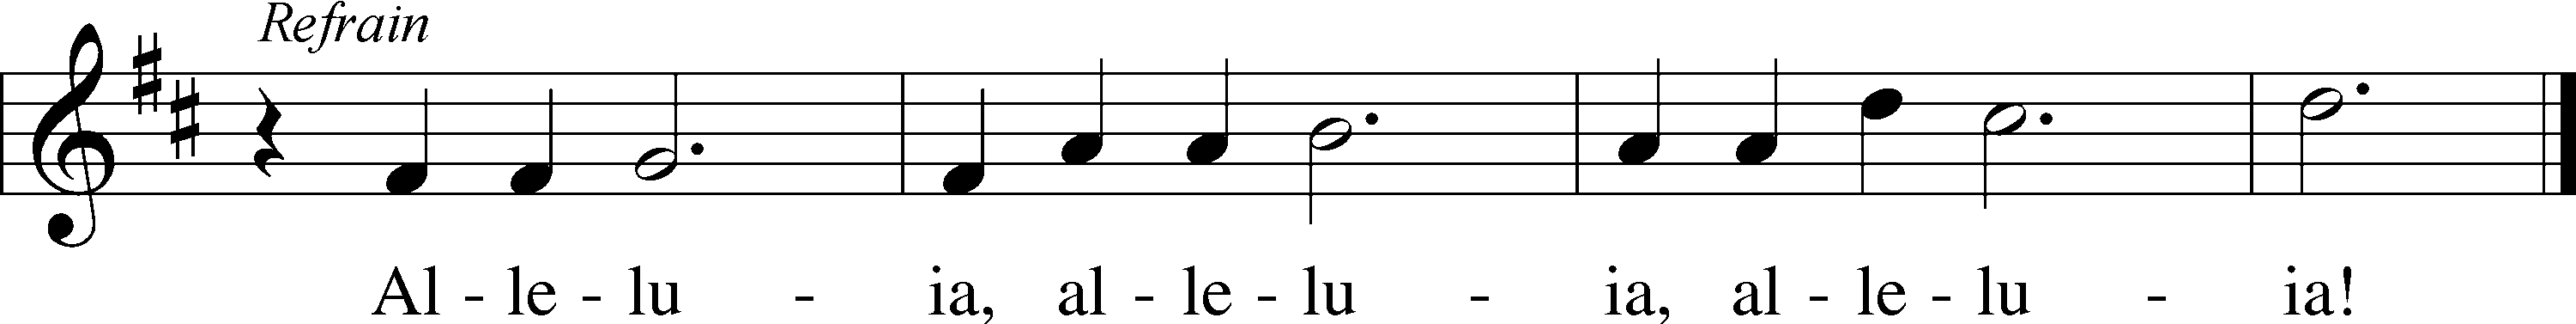 Refrain
Al - le - lu - ia, al - le - lu - ia, al - le - lu - ia!